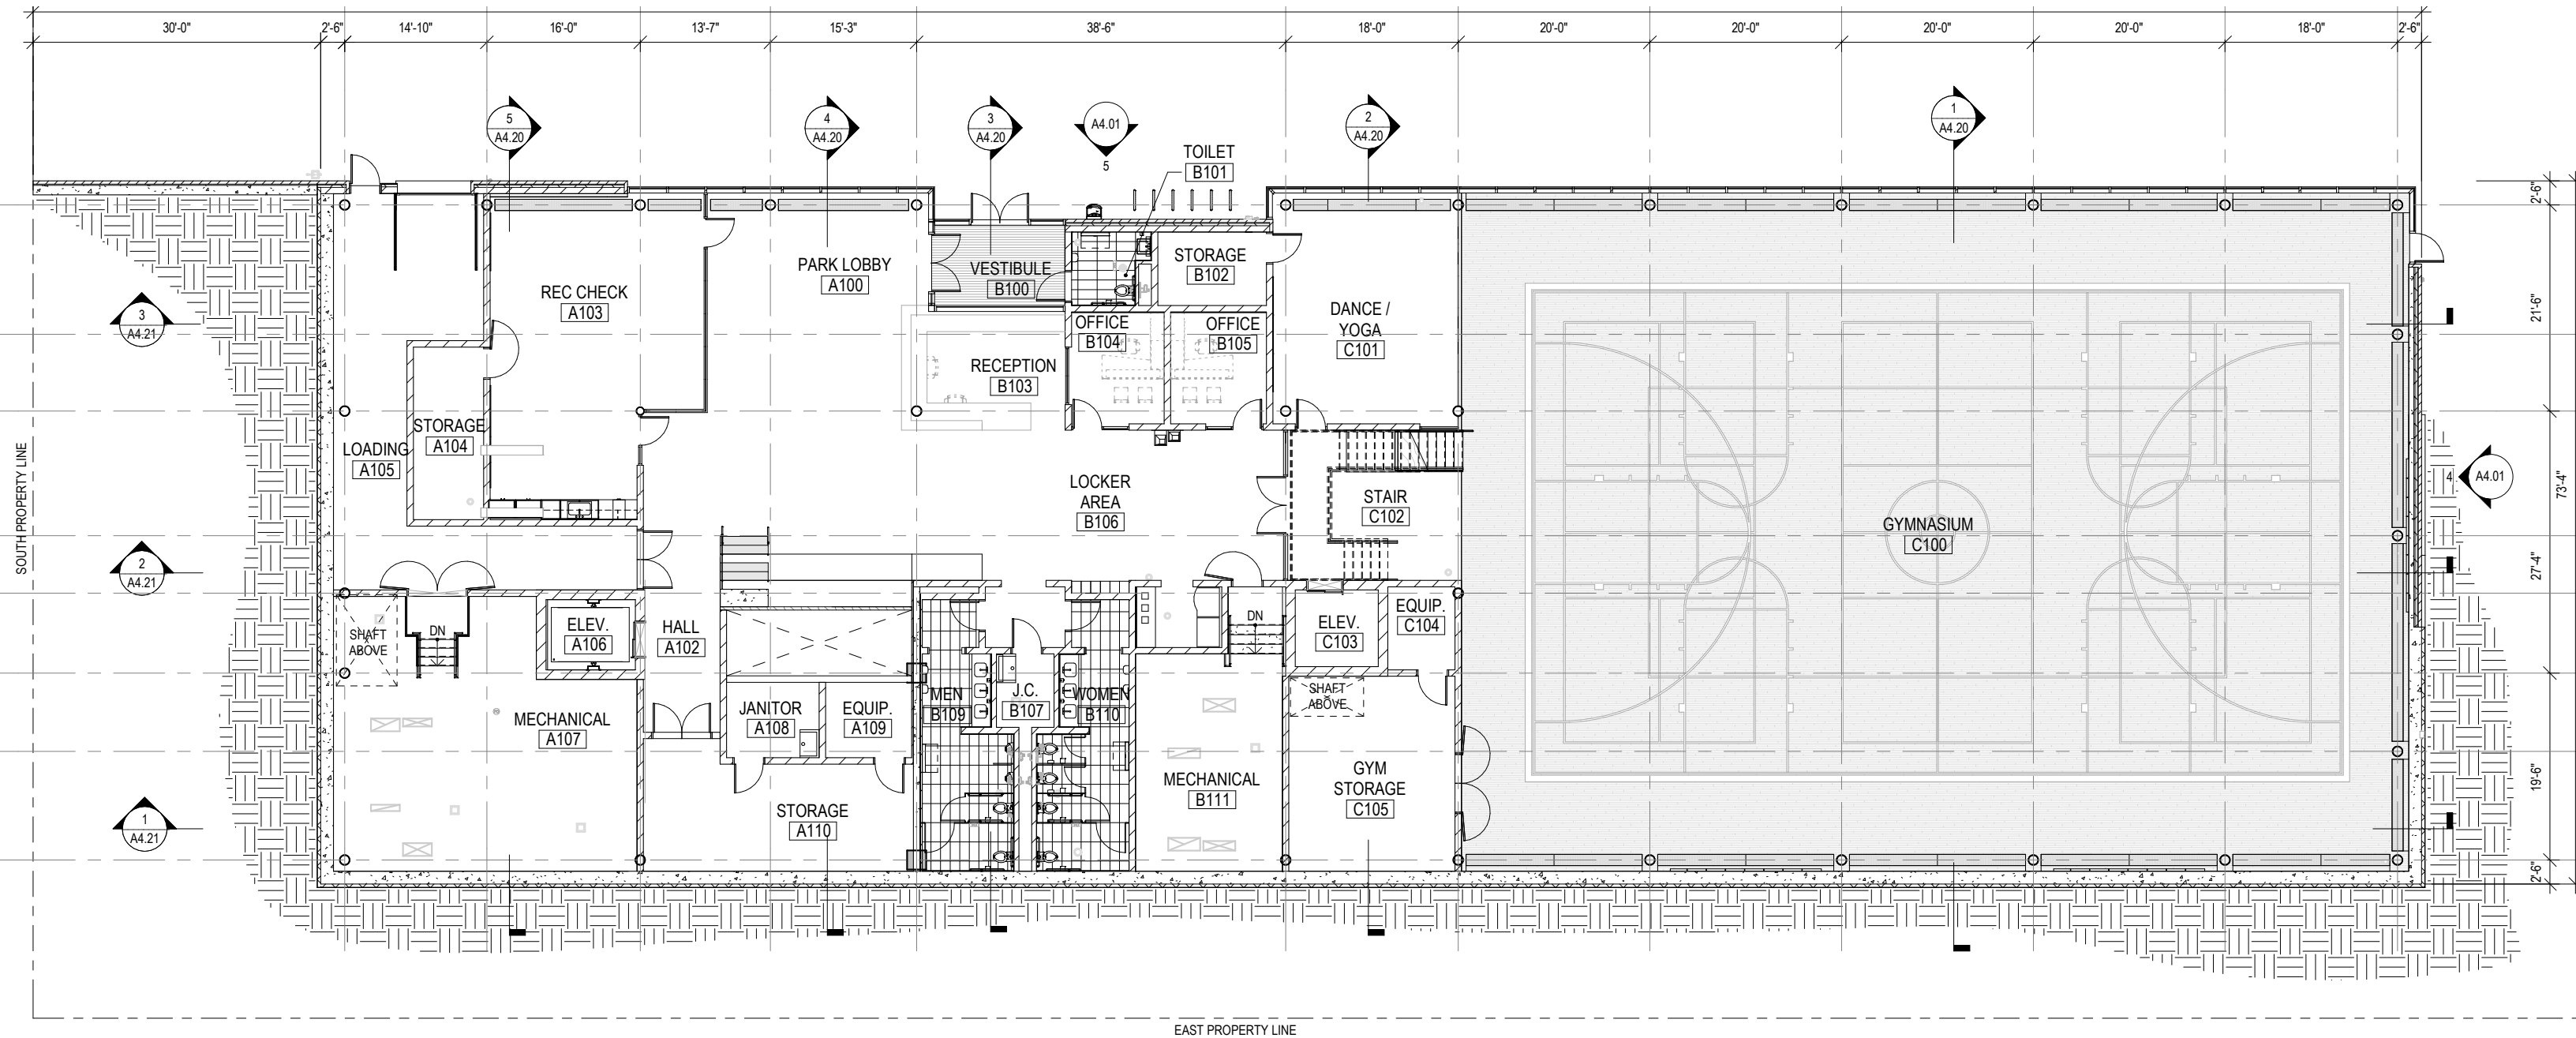 30'-0" 2'-6" 14'-10" 16'-0" 13'-7" 15'-3" 38'-6" 18'-0" 20'-0" 20'-0" 20'-0" 20'-0" 18'-0" 2'-6"
5
A4.20
4
A4.20
3
A4.20
A4.01
5
2
A4.20
1
A4.20
TOILET
B101
2'-6"
21'-6"
73'-4"
27'-4"
19'-6"
2'-6"
3
A4.21
2
A4.21
1
A4.21
4
A4.01
SOUTH PROPERTY LINE
REC CHECK
A103
PARK LOBBY
A100
VESTIBULE
B100
STORAGE
B102
OFFICE
B104
OFFICE
B105
RECEPTION
B103
DANCE /
YOGA
C101
STORAGE
A104
LOADING
A105
LOCKER
AREA
B106
STAIR
C102
GYMNASIUM
C100
SHAFT
ABOVE
DN
ELEV.
A106
HALL
A102
DN
ELEV.
C103
EQUIP.
C104
MECHANICAL
A107
JANITOR
A108
EQUIP.
A109
MEN
B109
J.C.
B107
WOMEN
B110
SHAFT
ABOVE
STORAGE
A110
MECHANICAL
B111
GYM
STORAGE
C105
EAST PROPERTY LINE